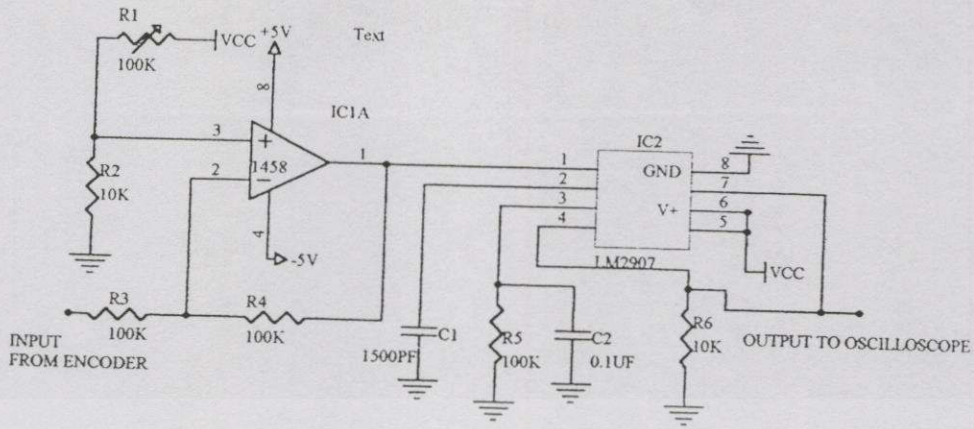 R1
VCC
+5V
Text
100K
8
IC1A
3
+
1458
1
2
−
R2
10K
4
-5V
IC2
1
GND
8
2
7
3
V+
6
4
5
LM2907
VCC
R3
R4
100K
100K
INPUT
FROM ENCODER
C1
1500PF
R5
100K
C2
0.1UF
R6
10K
OUTPUT TO OSCILLOSCOPE